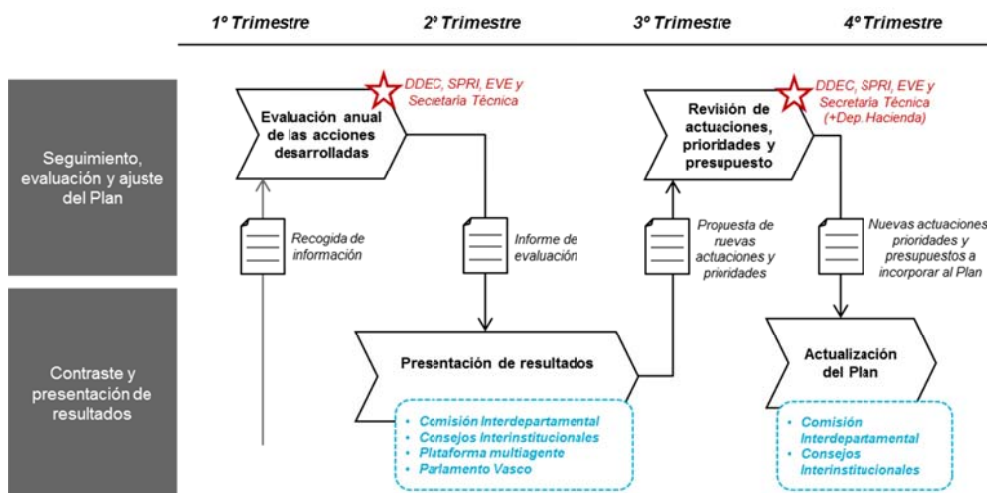 1º Trimestre
2º Trimestre
3º Trimestre
4º Trimestre
Seguimiento,
evaluación y ajuste
del Plan
Evaluación anual
de las acciones
desarrolladas
DDEC, SPRI, EVE y
Secretaría Técnica
Revisión de
actuaciones,
prioridades y
presupuesto
DDEC, SPRI, EVE y
Secretaría Técnica
(+Dep. Hacienda)
Recogida de
información
Informe de
evaluación
Propuesta de
nuevas
actuaciones y
prioridades
Nuevas actuaciones
prioridades y
presupuestos a
incorporar al Plan
Contraste y
presentación de
resultados
Presentación de resultados
• Comisión Interdepartamental
• Consejos Interinstitucionales
• Plataforma multiagente
• Parlamento Vasco
Actualización
del Plan
• Comisión
Interdepartamental
• Consejos
Interinstitucionales